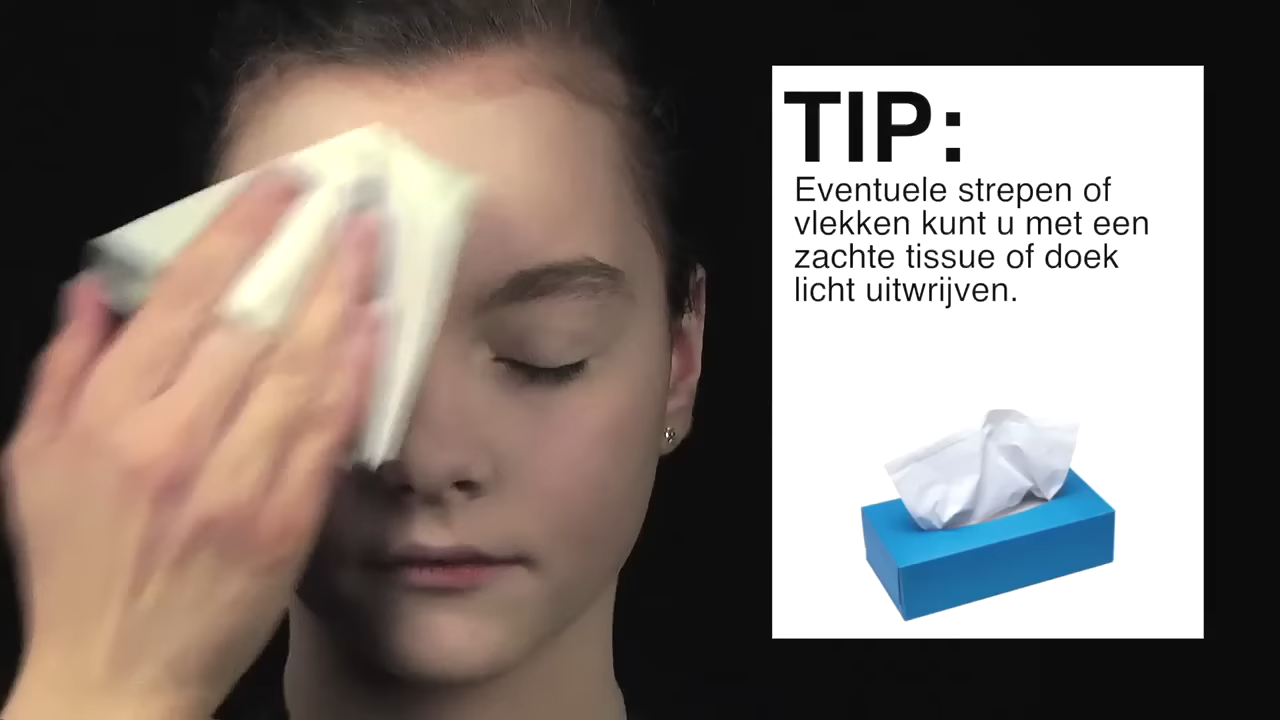 TIP:
Eventuele strepen of
vlekken kunt u met een
zachte tissue of doek
licht uitwrijven.